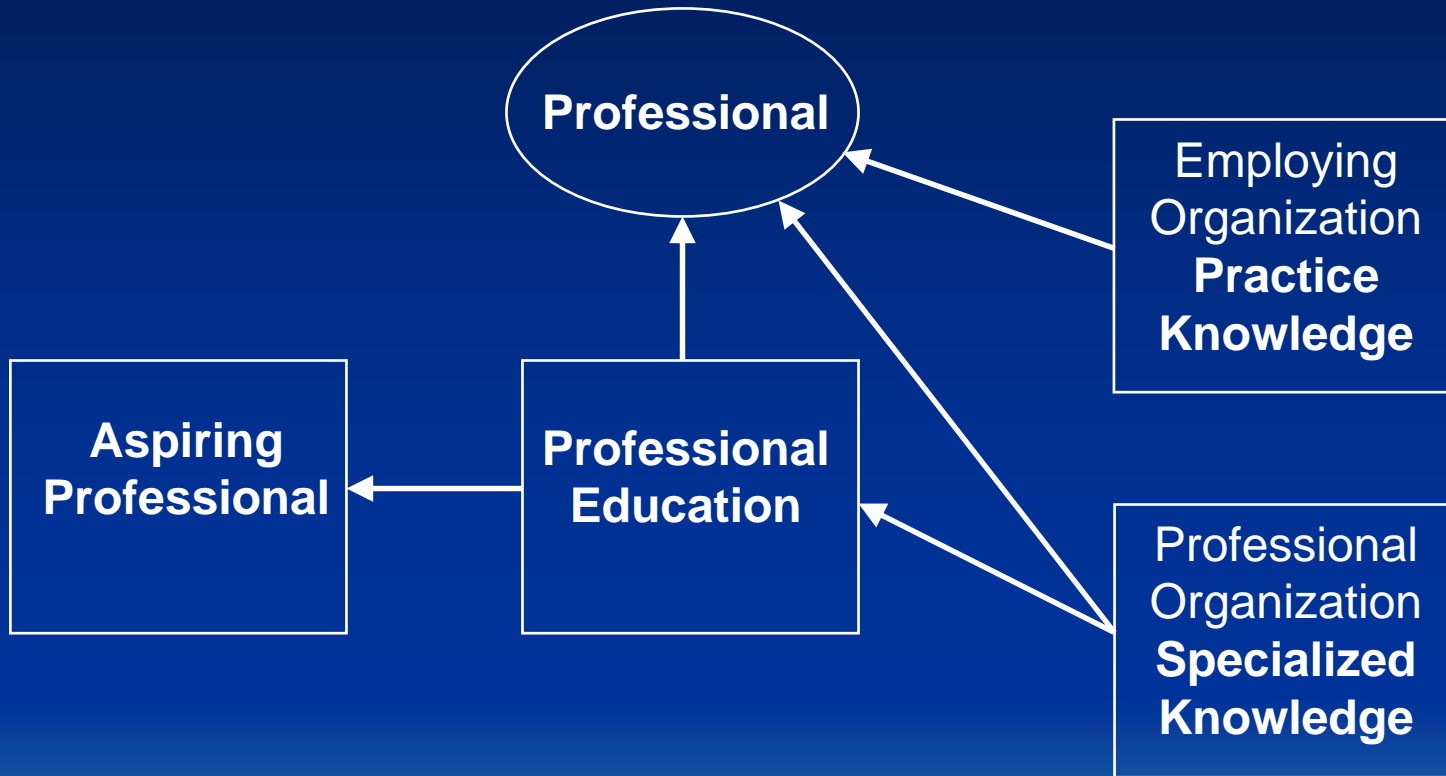 Professional
Employing
Organization
Practice
Knowledge
Aspiring
Professional
Professional
Education
Professional
Organization
Specialized
Knowledge